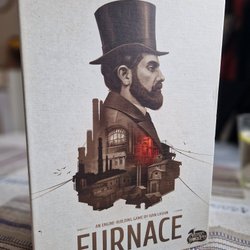 AN ENGINE-BUILDING GAME BY IVAN LASHIN
FURNACE